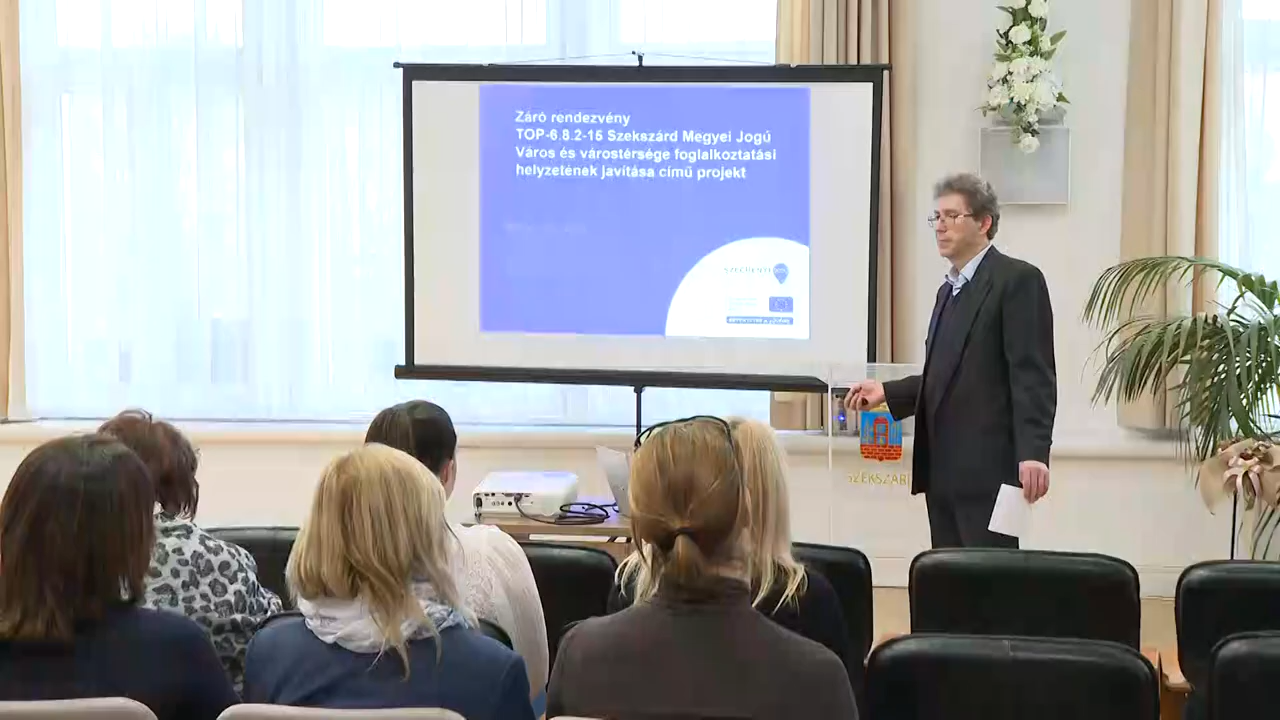 Záró rendezvény
TOP-6.8.2-15 Szekszárd Megyei Jogú
Város és várostérsége foglalkoztatási
helyzetének javítása című projekt
SZÉCHENYI
SZEKSZÁRD